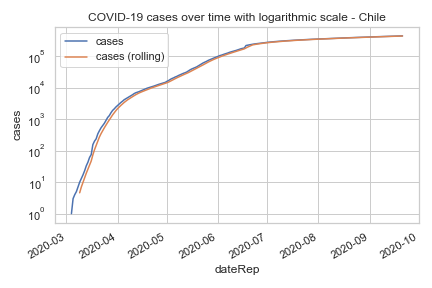 COVID-19 cases over time with logarithmic scale - Chile
cases
cases (rolling)
10^5
10^4
10^3
10^2
10^1
10^0
cases
2020-03
2020-04
2020-05
2020-06
2020-07
2020-08
2020-09
2020-10
dateRep